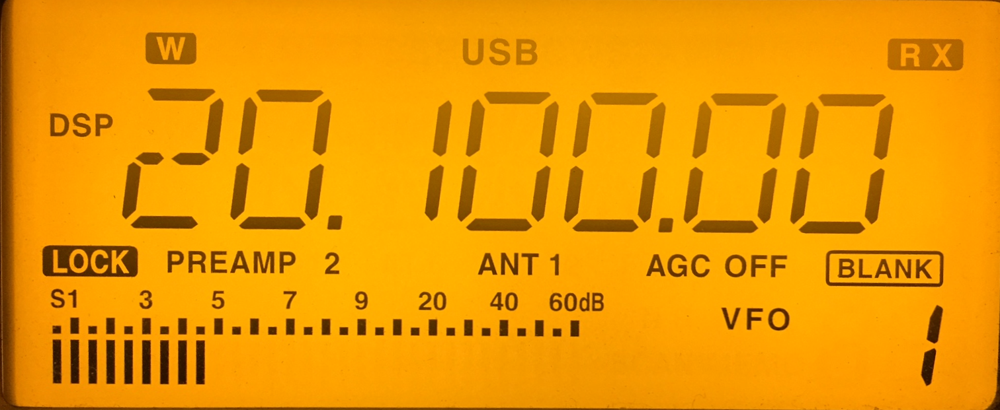 W USB RX
DSP 20.100.00
LOCK PREAMP 2 ANT 1 AGC OFF BLANK
S1 3 5 7 9 20 40 60dB
VFO 1